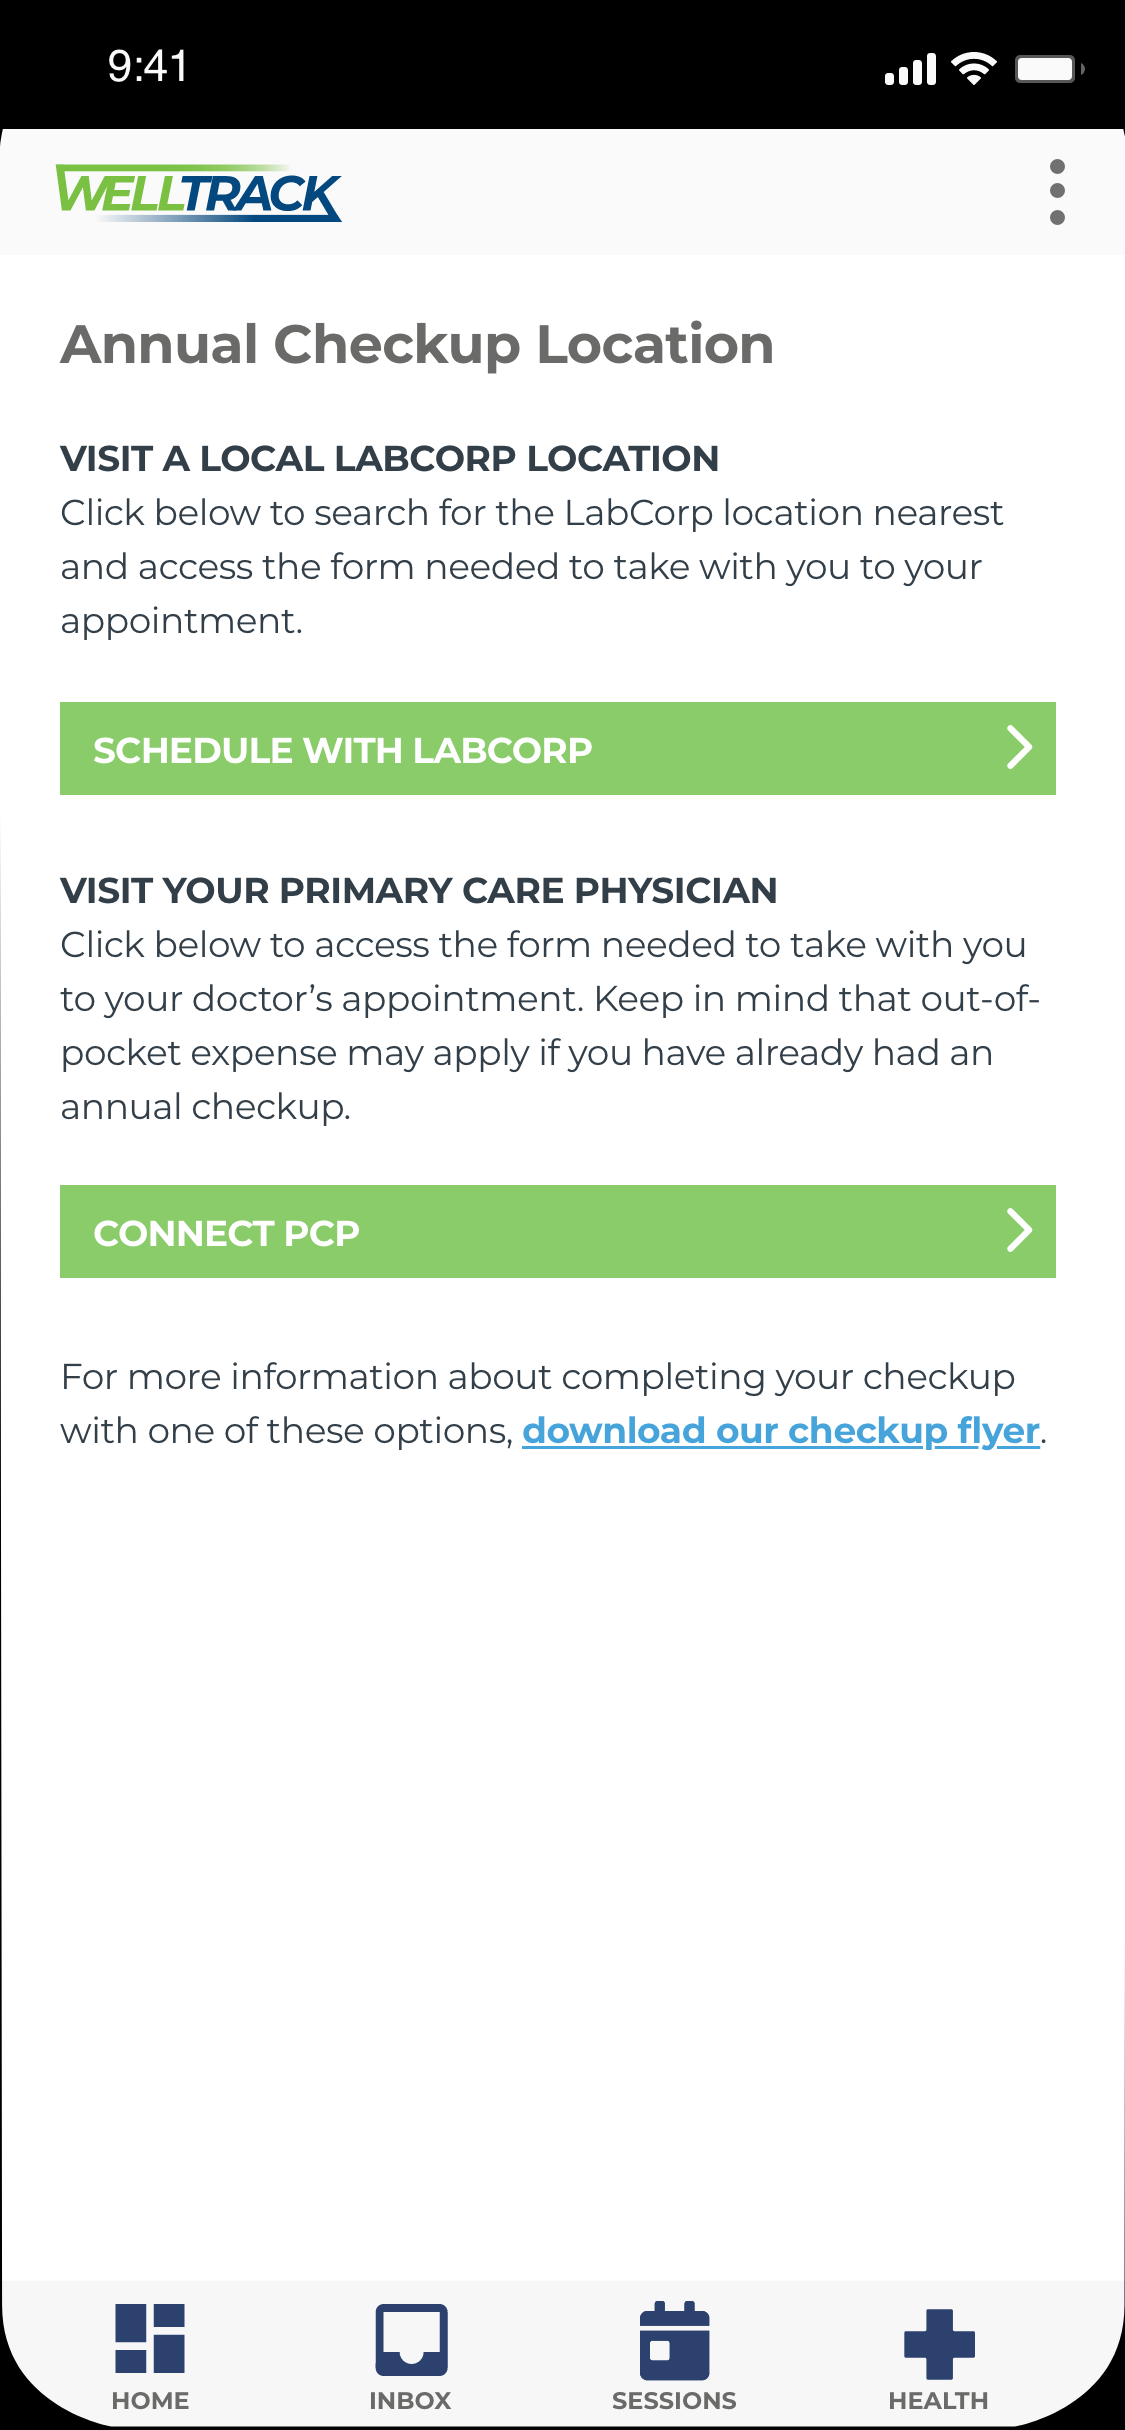 9:41
WELLTRACK
Annual Checkup Location
VISIT A LOCAL LABCORP LOCATION
Click below to search for the LabCorp location nearest
and access the form needed to take with you to your
appointment.
SCHEDULE WITH LABCORP
VISIT YOUR PRIMARY CARE PHYSICIAN
Click below to access the form needed to take with you
to your doctor’s appointment. Keep in mind that out-of-
pocket expense may apply if you have already had an
annual checkup.
CONNECT PCP
For more information about completing your checkup
with one of these options, download our checkup flyer.
HOME
INBOX
SESSIONS
HEALTH